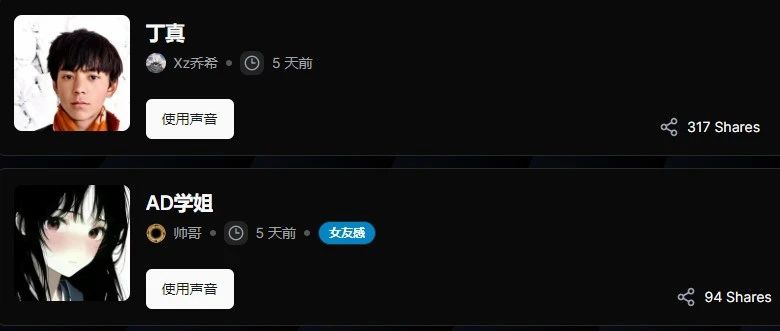 丁真
Xz乔希 • 5 天前
使用声音
317 Shares
AD学姐
帅哥 • 5 天前 • 女友感
使用声音
94 Shares